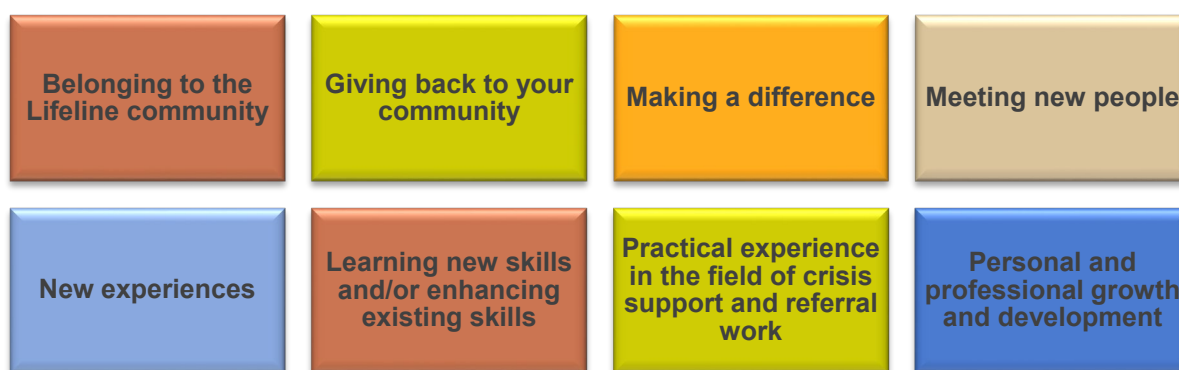 Belonging to the
Lifeline community
Giving back to your
community
Making a difference
Meeting new people
New experiences
Learning new skills
and/or enhancing
existing skills
Practical experience
in the field of crisis
support and referral
work
Personal and
professional growth
and development